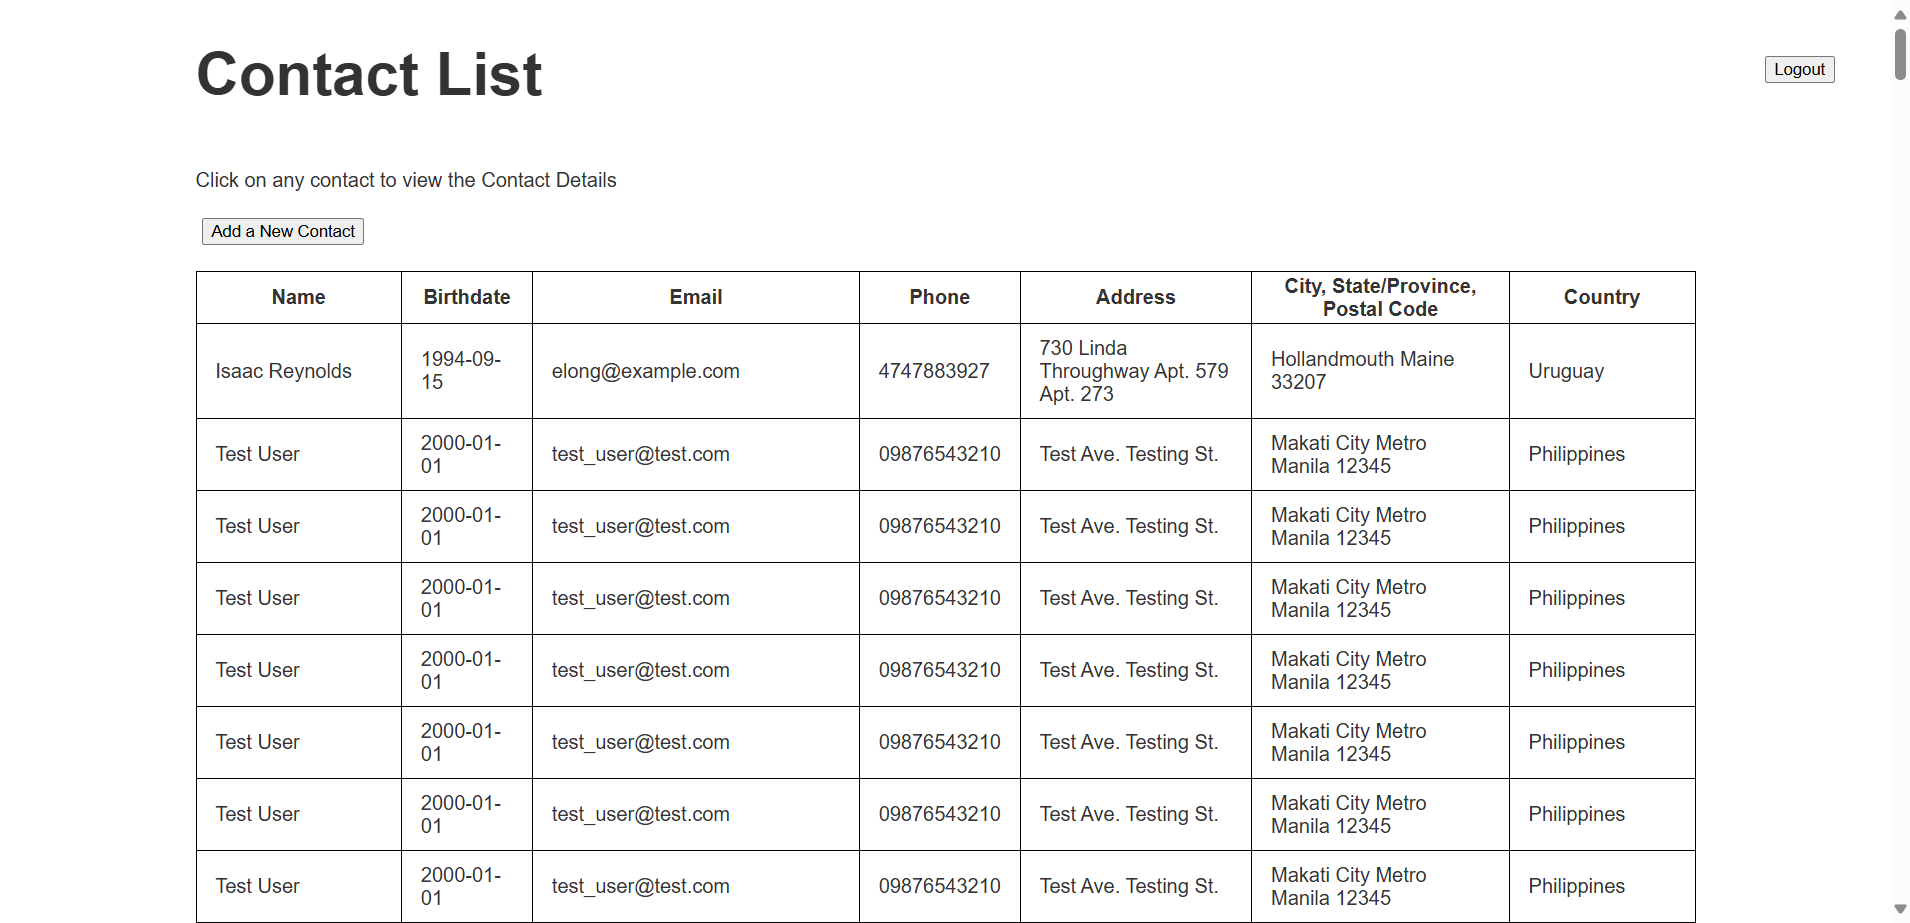 Contact List
Logout
Click on any contact to view the Contact Details
Add a New Contact
Name Birthdate Email Phone Address City, State/Province, Postal Code Country
Isaac Reynolds 1994-09-15 elong@example.com 4747883927 730 Linda Throughway Apt. 579 Apt. 273 Hollandmouth Maine 33207 Uruguay
Test User 2000-01-01 test_user@test.com 09876543210 Test Ave. Testing St. Makati City Metro Manila 12345 Philippines
Test User 2000-01-01 test_user@test.com 09876543210 Test Ave. Testing St. Makati City Metro Manila 12345 Philippines
Test User 2000-01-01 test_user@test.com 09876543210 Test Ave. Testing St. Makati City Metro Manila 12345 Philippines
Test User 2000-01-01 test_user@test.com 09876543210 Test Ave. Testing St. Makati City Metro Manila 12345 Philippines
Test User 2000-01-01 test_user@test.com 09876543210 Test Ave. Testing St. Makati City Metro Manila 12345 Philippines
Test User 2000-01-01 test_user@test.com 09876543210 Test Ave. Testing St. Makati City Metro Manila 12345 Philippines
Test User 2000-01-01 test_user@test.com 09876543210 Test Ave. Testing St. Makati City Metro Manila 12345 Philippines